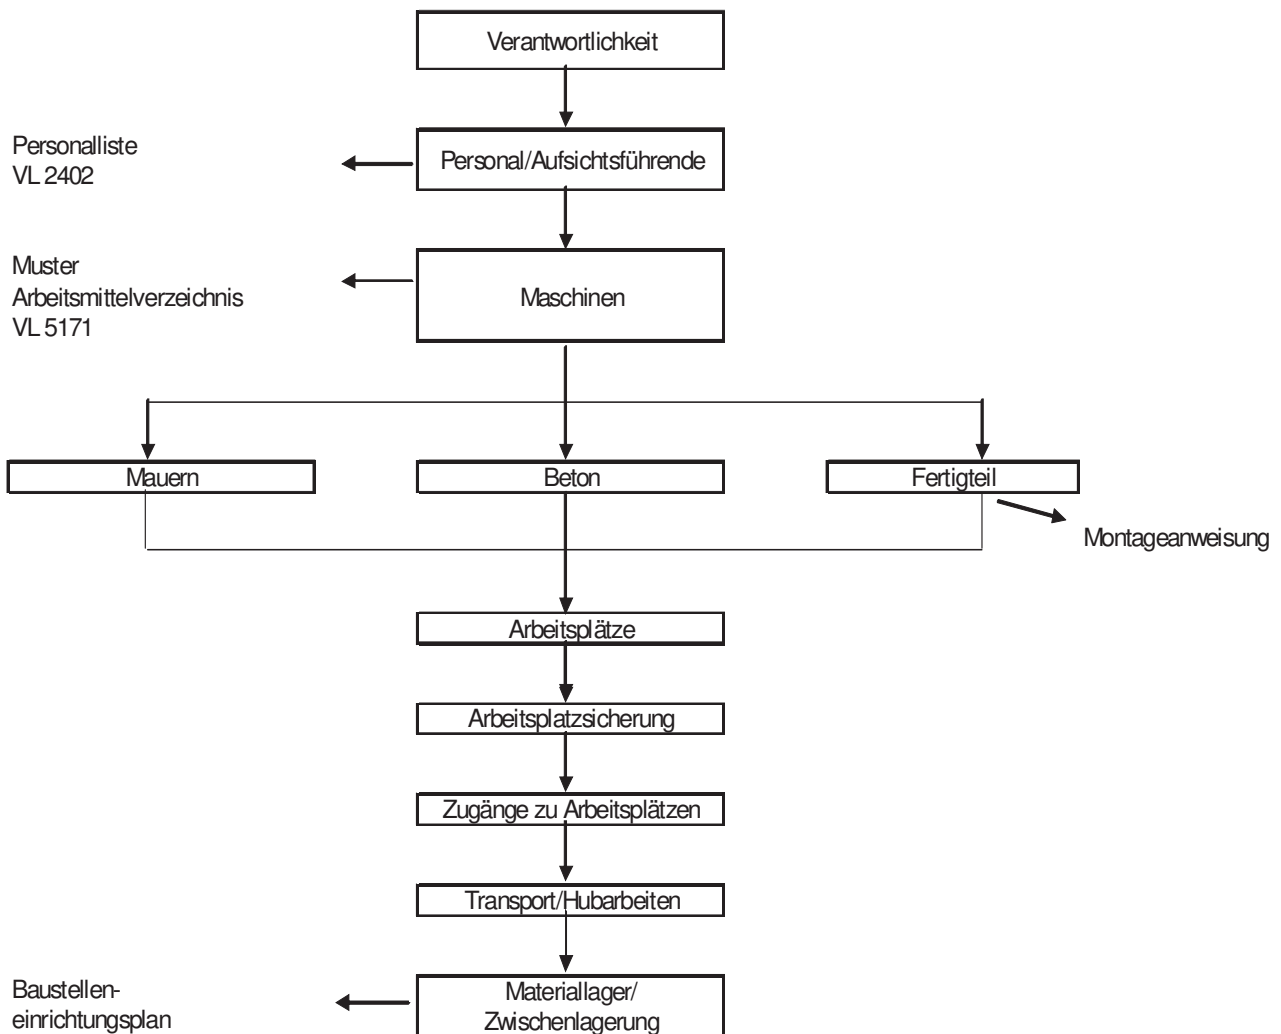 Verantwortlichkeit
Personalliste
VL 2402
Personal/Aufsichtsführende
Muster
Arbeitsmittelverzeichnis
VL 5171
Maschinen
Mauern
Beton
Fertigteil
Montageanweisung
Arbeitsplätze
Arbeitsplatzsicherung
Zugänge zu Arbeitsplätzen
Transport/Hubarbeiten
Baustellen-
einrichtungsplan
Materiallager/
Zwischenlagerung